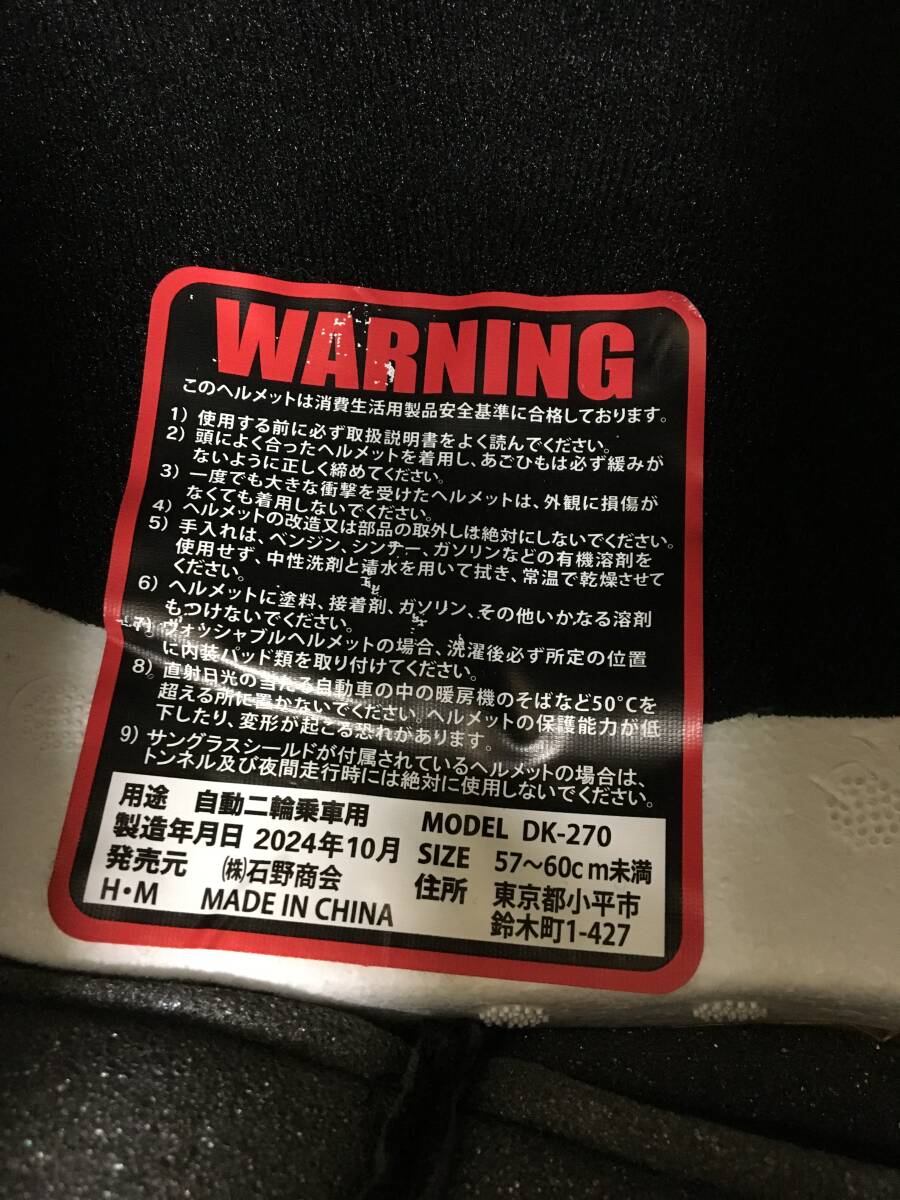 WARNING
このヘルメットは消費生活用製品安全基準に合格しております。
1) 使用する前に必ず取扱説明書をよく読んでください。
2) 頭によく合ったヘルメットを着用し、あごひもは必ず緩みが
ないように正しく締めてください。
3) 一度でも大きな衝撃を受けたヘルメットは、外観に損傷が
なくても着用しないでください。
4) ヘルメットの改造又は部品の取外しは絶対にしないでください。
5) 手入れは、ベンジン、シンナー、ガソリンなどの有機溶剤を
使用せず、中性洗剤と清水を用いて拭き、常温で乾燥させて
ください。
6) ヘルメットに塗料、接着剤、ガソリン、その他いかなる溶剤
もつけないでください。
7) ヴォッシャブルヘルメットの場合、洗濯後必ず所定の位置
に内装パッド類を取り付けてください。
8) 直射日光の当たる自動車の中の暖房機のそばなど50°Cを
超える所に置かないでください。ヘルメットの保護能力が低
下したり、変形が起こる恐れがあります。
9) サングラスシールドが付属されているヘルメットの場合は、
トンネル及び夜間走行時には絶対に使用しないでください。
用途 自動二輪乗車用 MODEL DK-270
製造年月日 2024年10月 SIZE 57〜60cm未満
発売元 ㈱石野商会 住所 東京都小平市
H・M MADE IN CHINA 鈴木町1-427